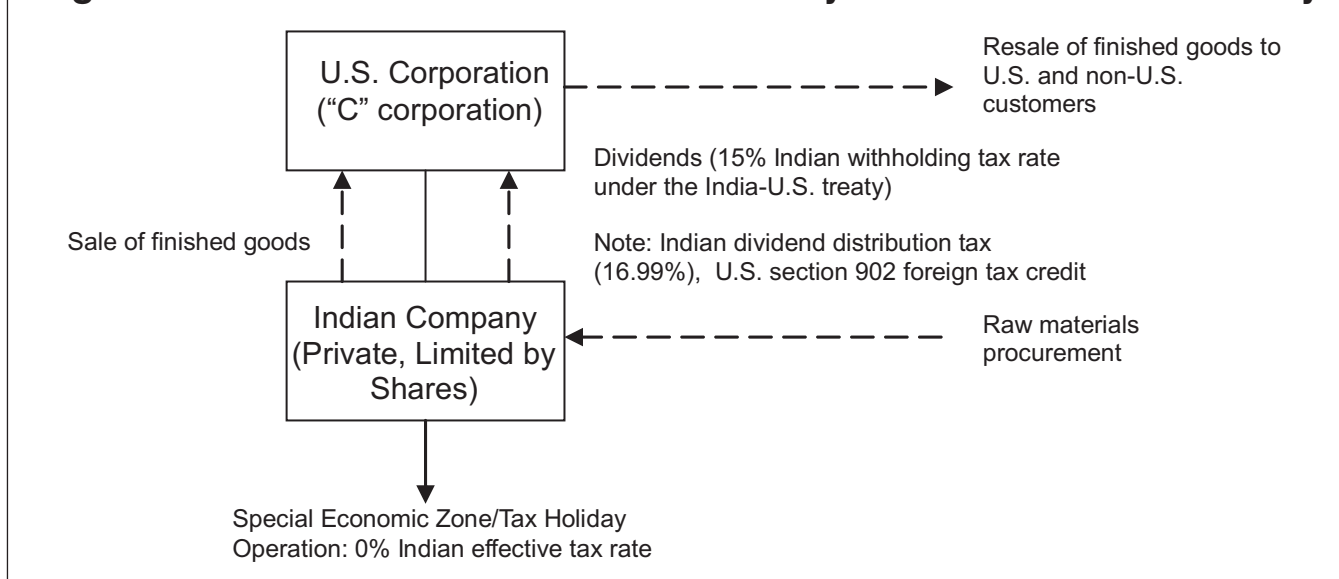 U.S. Corporation
(“C” corporation)
Resale of finished goods to
U.S. and non-U.S.
customers
Dividends (15% Indian withholding tax rate
under the India-U.S. treaty)
Sale of finished goods
Note: Indian dividend distribution tax
(16.99%), U.S. section 902 foreign tax credit
Indian Company
(Private, Limited by
Shares)
Raw materials
procurement
Special Economic Zone/Tax Holiday
Operation: 0% Indian effective tax rate